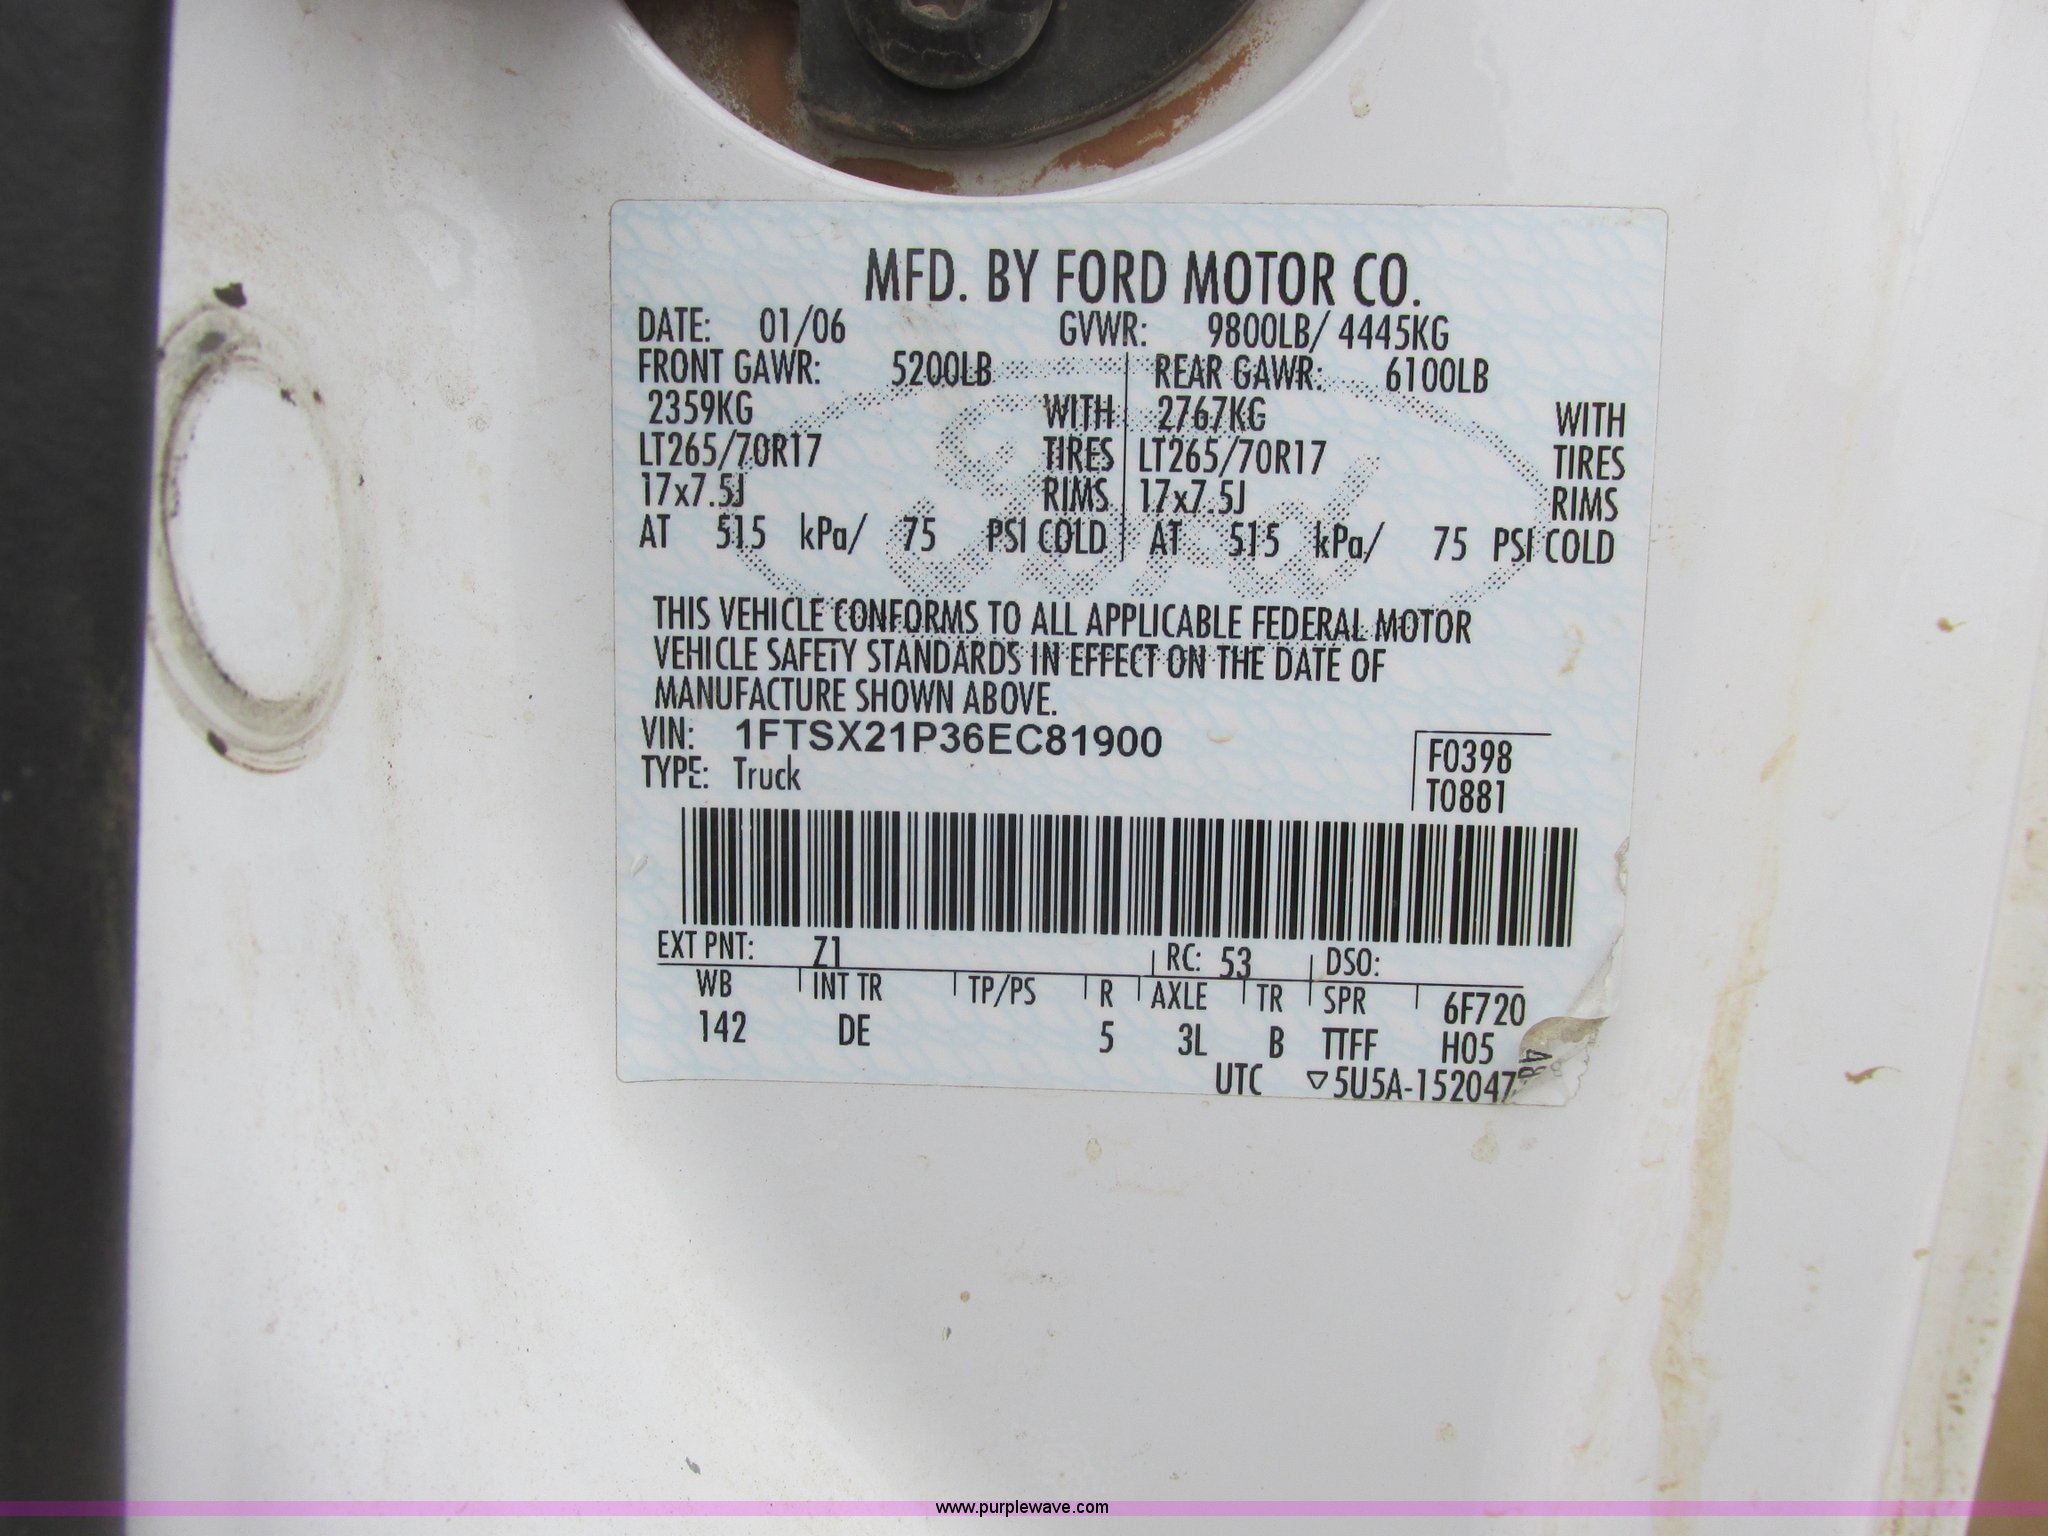 MFD. BY FORD MOTOR CO.
DATE: 01/06 GVWR: 9800LB/ 4445KG
FRONT GAWR: 5200LB REAR GAWR: 6100LB
2359KG WITH 2767KG WITH
LT265/70R17 TIRES LT265/70R17 TIRES
17x7.5J RIMS 17x7.5J RIMS
AT 515 kPa/ 75 PSI COLD AT 515 kPa/ 75 PSI COLD
Ford
THIS VEHICLE CONFORMS TO ALL APPLICABLE FEDERAL MOTOR
VEHICLE SAFETY STANDARDS IN EFFECT ON THE DATE OF
MANUFACTURE SHOWN ABOVE.
VIN: 1FTSX21P36EC81900
TYPE: Truck
F0398
T0881
EXT PNT: Z1 RC: 53 DSO:
WB INT TR TP/PS R AXLE TR SPR 6F720
142 DE 5 3L B TTFF H05
UTC ▽5U5A-152047
www.purplewave.com